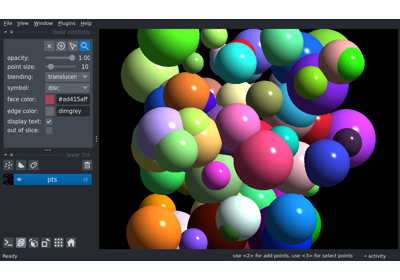 File View Window Plugins Help
layer controls
opacity: 1.00
point size: 10
blending: translucen
symbol: disc
face color: #ad415aff
edge color: dimgrey
display text:
out of slice:
layer list
pts
Ready use <2> for add points, use <3> for select points activity